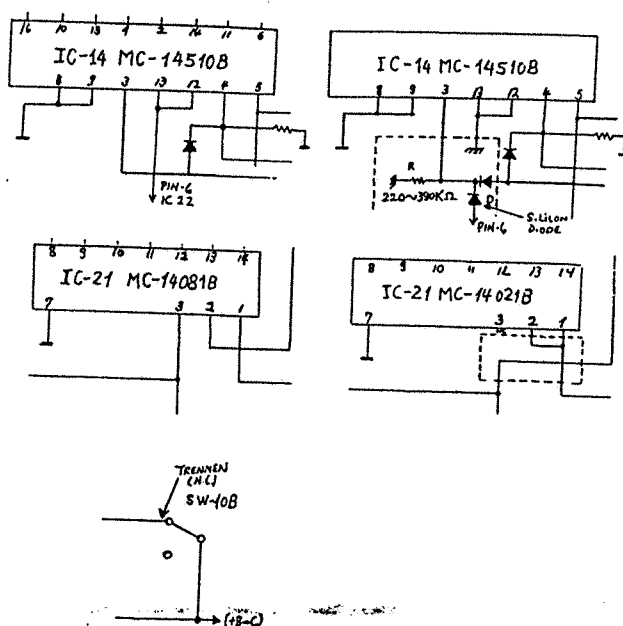 16 10 13 1 2 14 11 6
IC-14 MC-14510B
8 9 3 13 12 4 5
PIN-6
IC 22
IC-14 MC-14510B
8 9 3 13 12 4 5
R
220~390KΩ
D
SILICON
DIODE
PIN-6
8 9 10 11 12 13 14
IC-21 MC-14081B
7 3 2 1
8 9 10 11 12 13 14
IC-21 MC-14021B
7 3 2 1
TRENNEN
(N.C)
SW-10B
(+B-C)